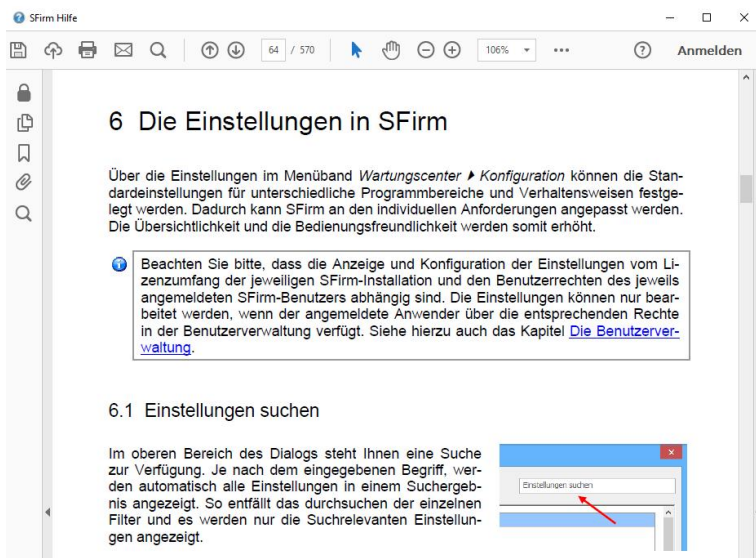 SFirm Hilfe
64 / 570
106%
Anmelden
6 Die Einstellungen in SFirm
Über die Einstellungen im Menüband Wartungscenter ▶ Konfiguration können die Stan-
dardeinstellungen für unterschiedliche Programmbereiche und Verhaltensweisen festge-
legt werden. Dadurch kann SFirm an den individuellen Anforderungen angepasst werden.
Die Übersichtlichkeit und die Bedienungsfreundlichkeit werden somit erhöht.
Beachten Sie bitte, dass die Anzeige und Konfiguration der Einstellungen vom Li-
zenzumfang der jeweiligen SFirm-Installation und den Benutzerrechten des jeweils
angemeldeten SFirm-Benutzers abhängig sind. Die Einstellungen können nur bear-
beitet werden, wenn der angemeldete Anwender über die entsprechenden Rechte
in der Benutzerverwaltung verfügt. Siehe hierzu auch das Kapitel Die Benutzerver-
waltung.
6.1 Einstellungen suchen
Im oberen Bereich des Dialogs steht Ihnen eine Suche
zur Verfügung. Je nach dem eingegebenen Begriff, wer-
den automatisch alle Einstellungen in einem Suchergeb-
nis angezeigt. So entfällt das durchsuchen der einzelnen
Filter und es werden nur die Suchrelevanten Einstellun-
gen angezeigt.
Einstellungen suchen